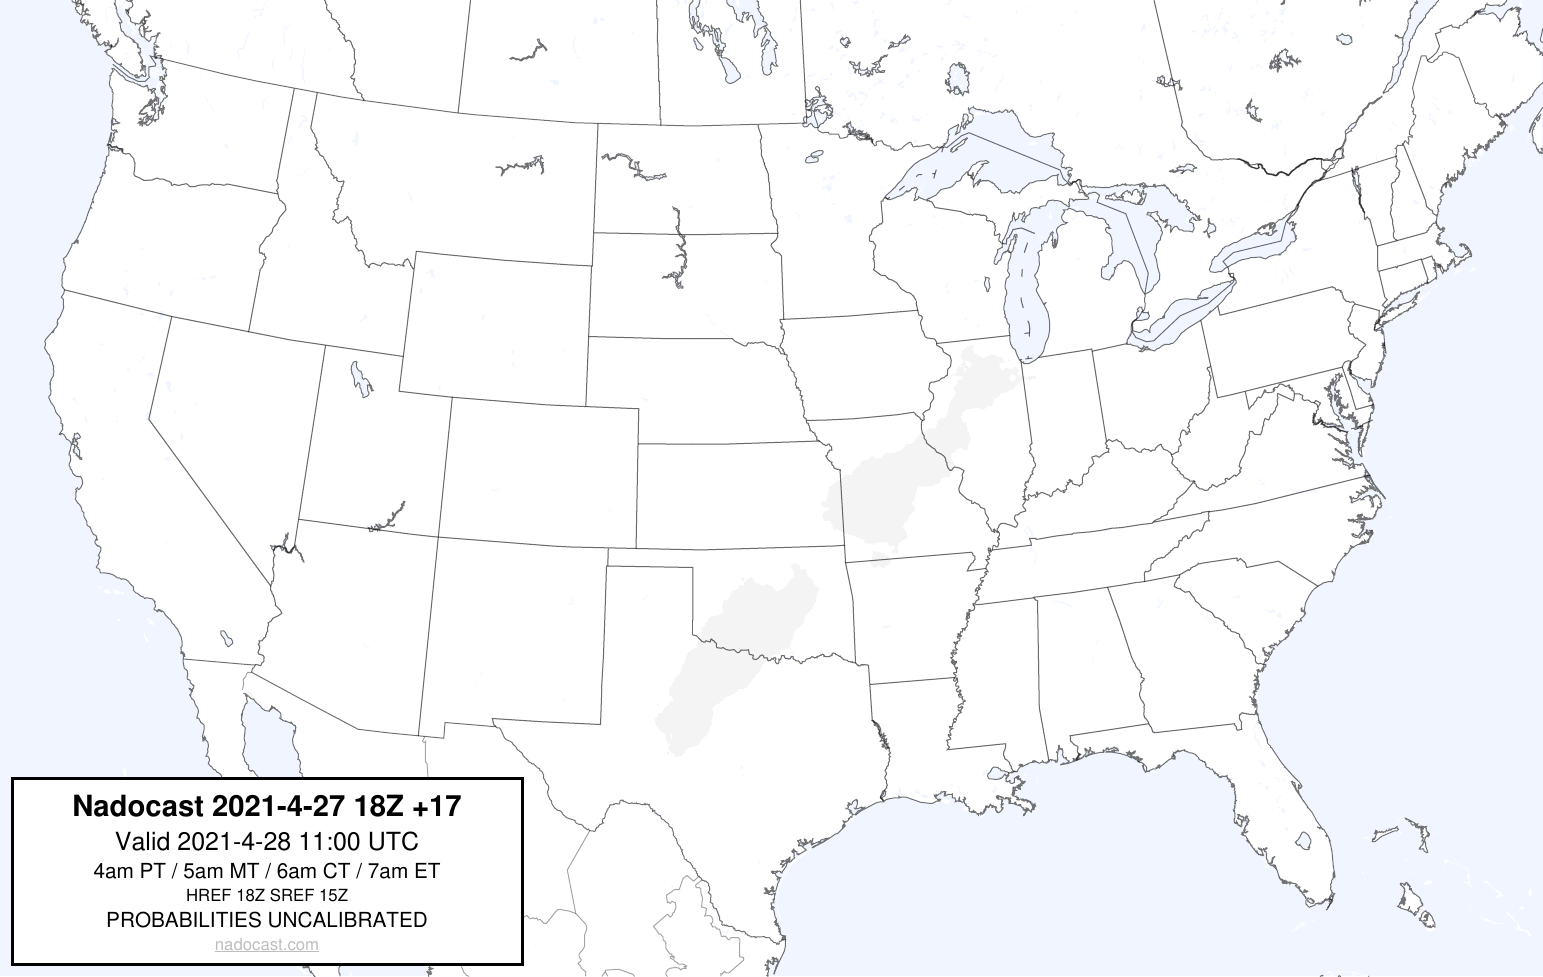 Nadocast 2021-4-27 18Z +17
Valid 2021-4-28 11:00 UTC
4am PT / 5am MT / 6am CT / 7am ET
HREF 18Z SREF 15Z
PROBABILITIES UNCALIBRATED
nadocast.com